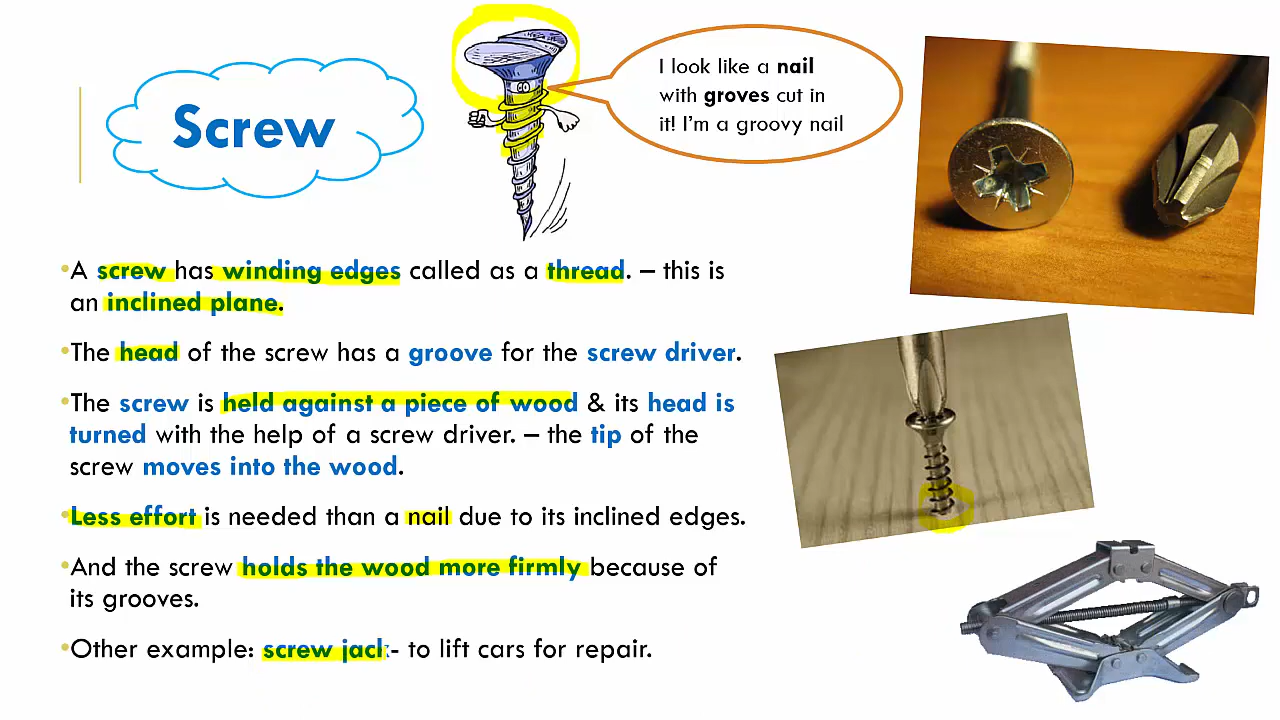 Screw
I look like a nail
with groves cut in
it! I'm a groovy nail
•A screw has winding edges called as a thread. – this is
an inclined plane.
•The head of the screw has a groove for the screw driver.
•The screw is held against a piece of wood & its head is
turned with the help of a screw driver. – the tip of the
screw moves into the wood.
•Less effort is needed than a nail due to its inclined edges.
•And the screw holds the wood more firmly because of
its grooves.
•Other example: screw jack- to lift cars for repair.